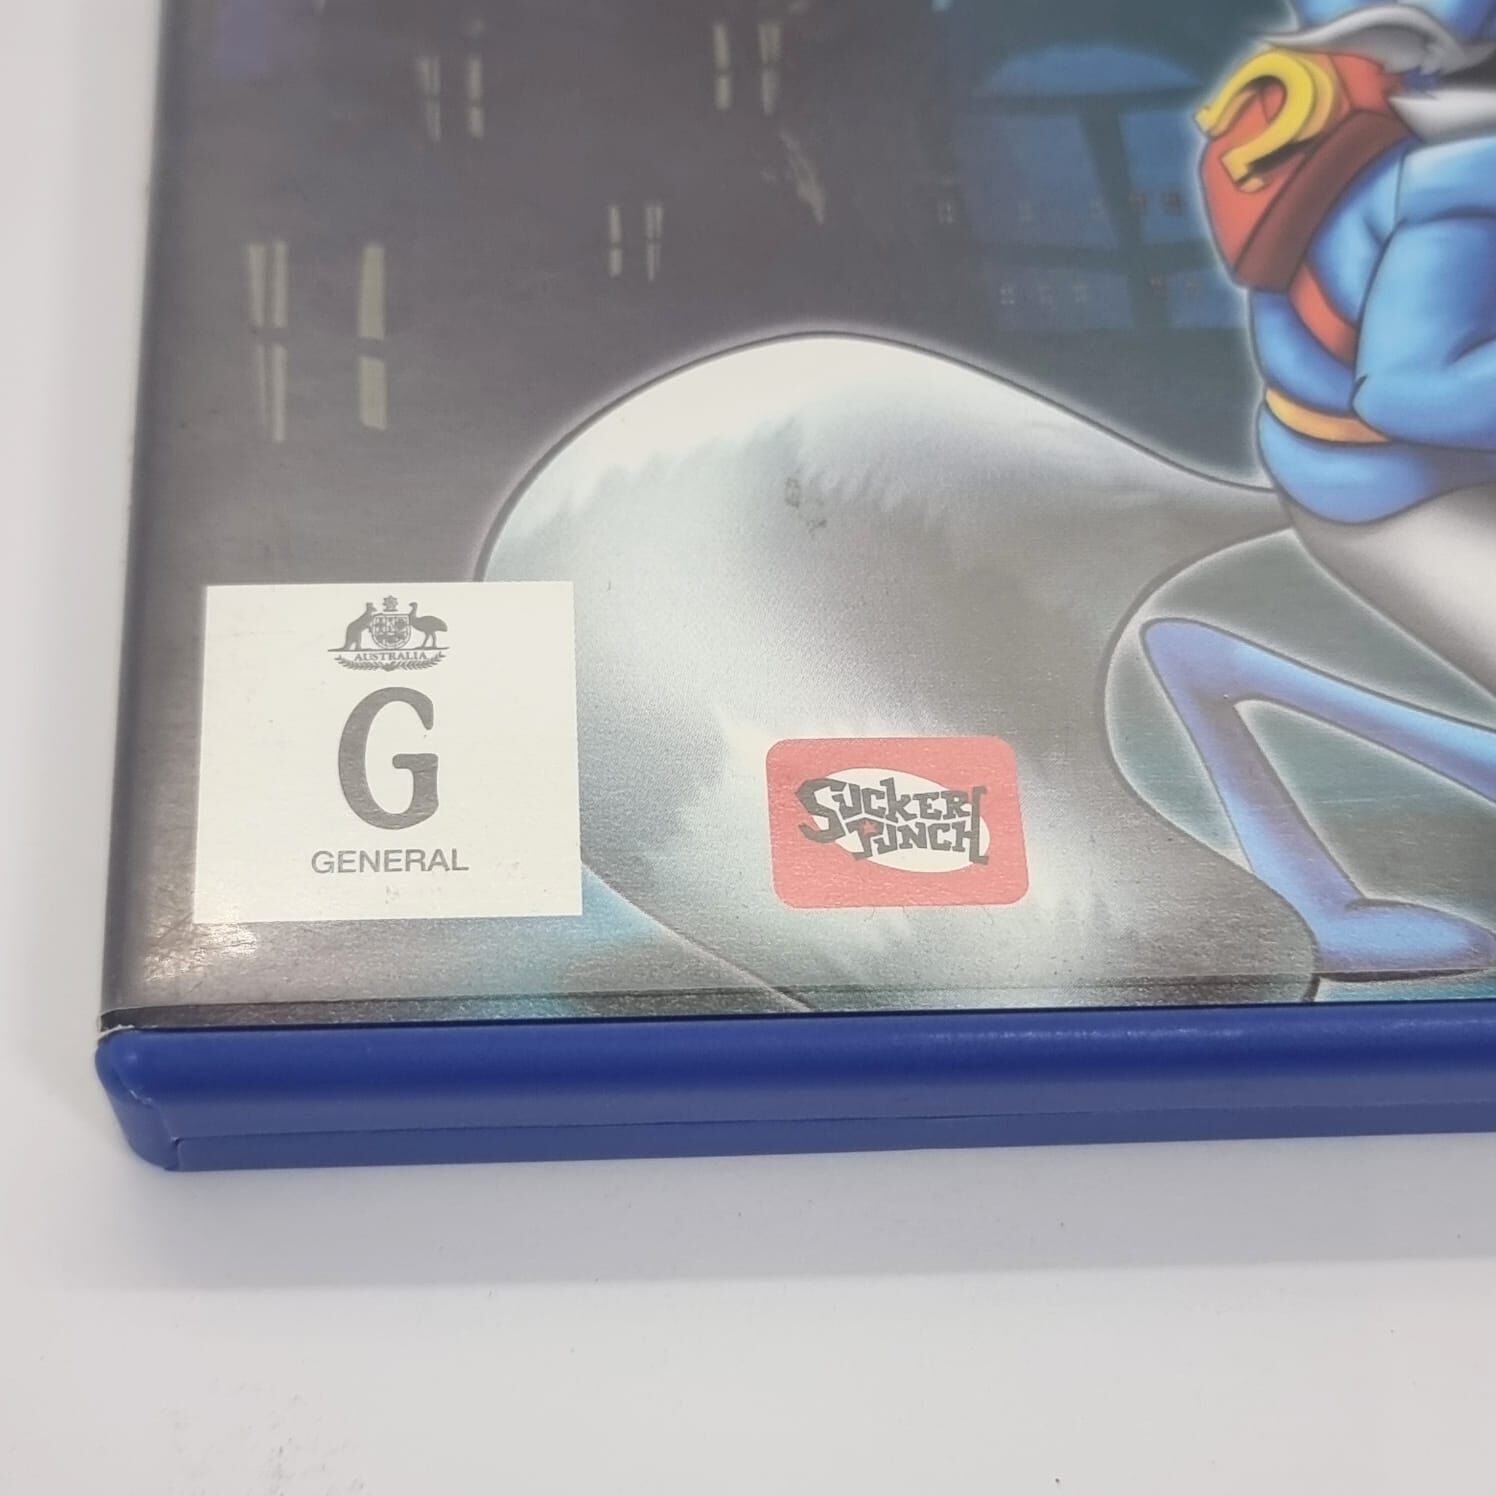 AUSTRALIA
G
GENERAL
SUCKER
PUNCH